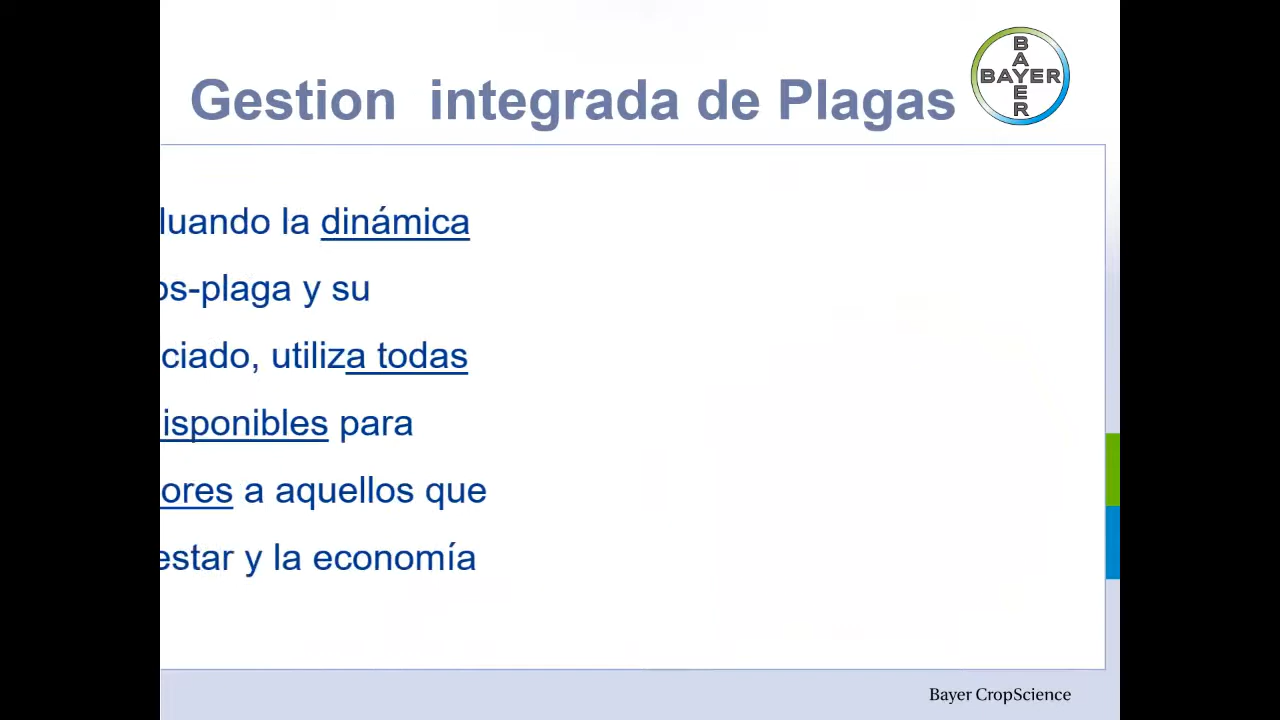 Gestion integrada de Plagas
BAYER
BAYER
luando la dinámica
os-plaga y su
ciado, utiliza todas
isponibles para
ores a aquellos que
estar y la economía
Bayer CropScience